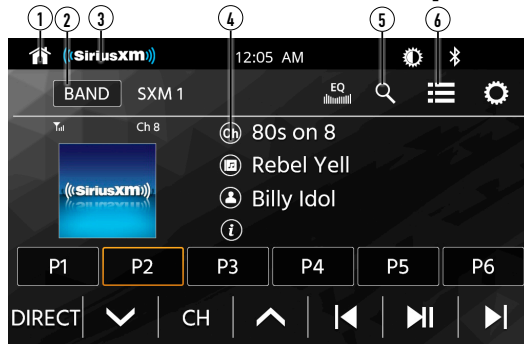 1 2 3 4 5 6
((SiriusXM)) 12:05 AM
BAND SXM 1 EQ
Ch 8
Ch 80s on 8
Rebel Yell
((SiriusXM))
Billy Idol
i
P1 P2 P3 P4 P5 P6
DIRECT CH